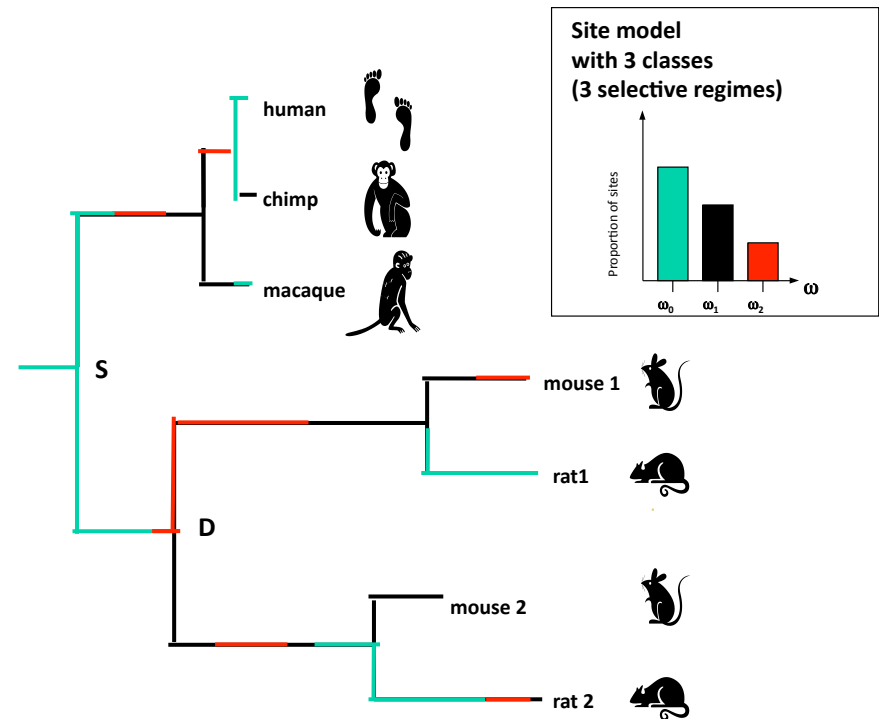 Site model
with 3 classes
(3 selective regimes)
Proportion of sites
ω
ω0
ω1
ω2
human
chimp
macaque
S
mouse 1
rat1
D
mouse 2
rat 2